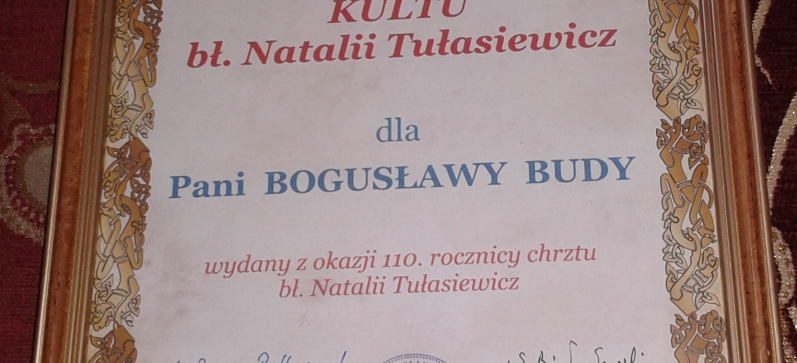 KULTU
bł. Natalii Tułasiewicz
dla
Pani BOGUSŁAWY BUDY
wydany z okazji 110. rocznicy chrztu
bł. Natalii Tułasiewicz